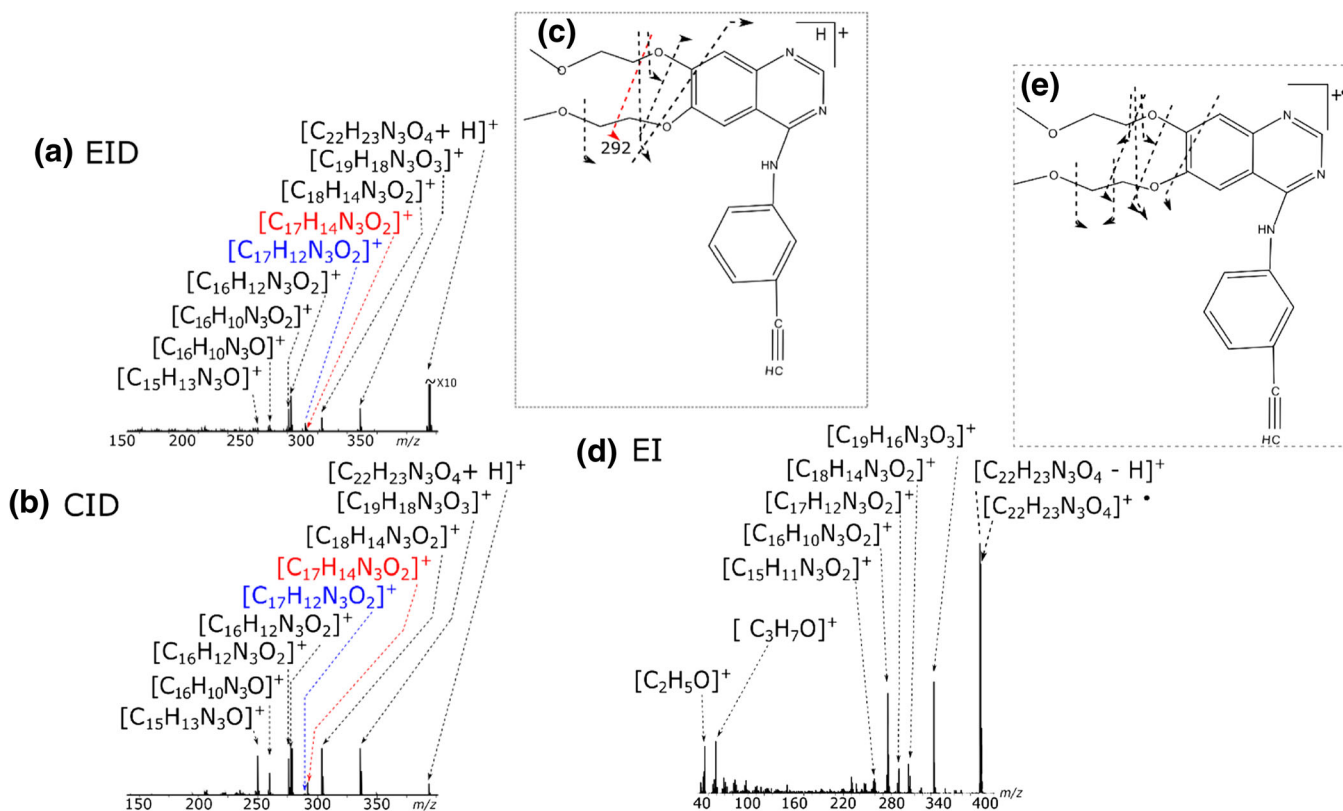 (a) EID
[C22H23N3O4+ H]+
[C19H18N3O3]+
[C18H14N3O2]+
[C17H14N3O2]+
[C17H12N3O2]+
[C16H12N3O2]+
[C16H10N3O2]+
[C16H10N3O]+
[C15H13N3O]+
~X10
150 200 250 300 350 m/z
(b) CID
[C22H23N3O4+ H]+
[C19H18N3O3]+
[C18H14N3O2]+
[C17H14N3O2]+
[C17H12N3O2]+
[C16H12N3O2]+
[C16H12N3O2]+
[C16H10N3O]+
[C15H13N3O]+
150 200 250 300 350 m/z
(c)
H +
O
O
O
O
N
N
292
HN
HC
(d) EI
[C19H16N3O3]+
[C18H14N3O2]+
[C17H12N3O2]+
[C16H10N3O2]+
[C15H11N3O2]+
[ C3H7O]+
[C2H5O]+
[C22H23N3O4 - H]+
[C22H23N3O4]+ •
40 100 160 220 280 340 400 m/z
(e)
+•
O
O
O
O
N
N
HN
HC